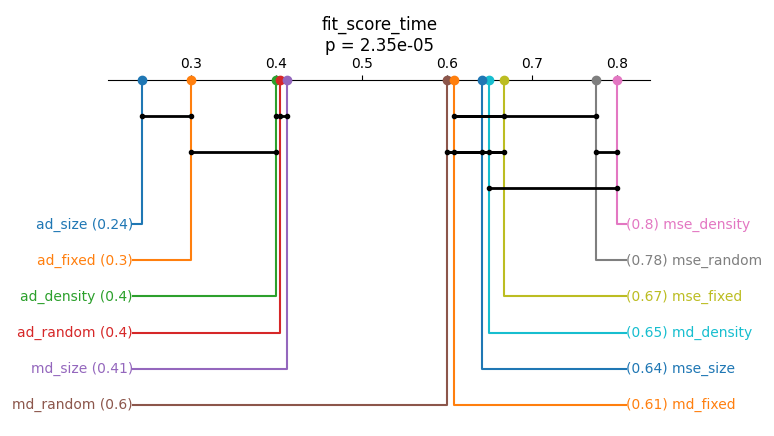 fit_score_time
p = 2.35e-05
0.3 0.4 0.5 0.6 0.7 0.8
ad_size (0.24) (0.8) mse_density
ad_fixed (0.3) (0.78) mse_random
ad_density (0.4) (0.67) mse_fixed
ad_random (0.4) (0.65) md_density
md_size (0.41) (0.64) mse_size
md_random (0.6) (0.61) md_fixed